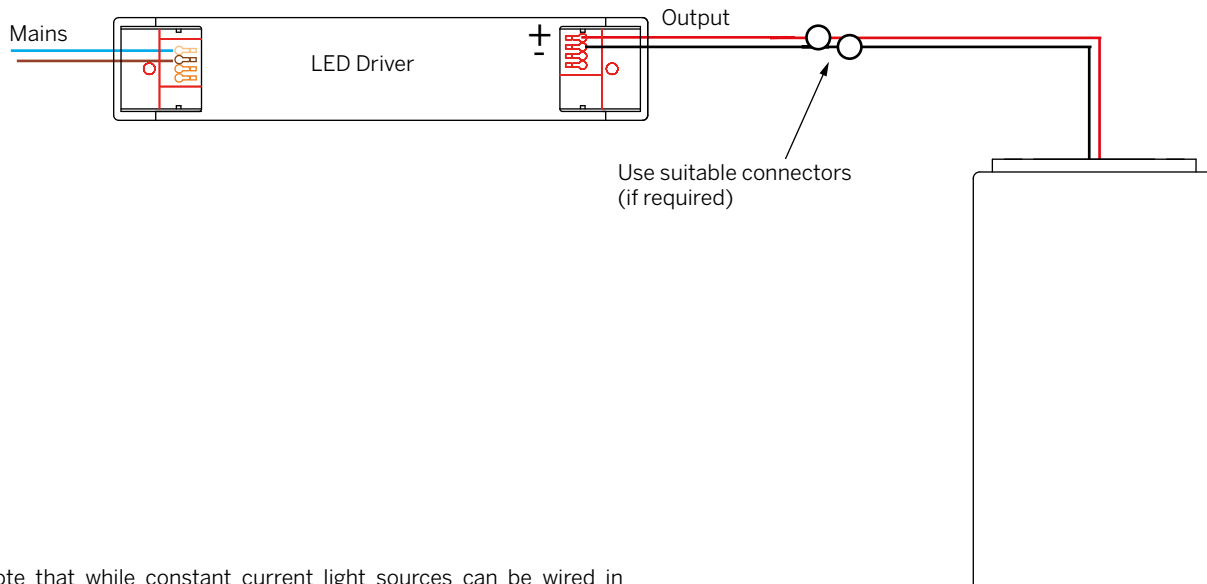 Mains
LED Driver
+
-
Output
Use suitable connectors
(if required)
that while constant current light sources can be wired in